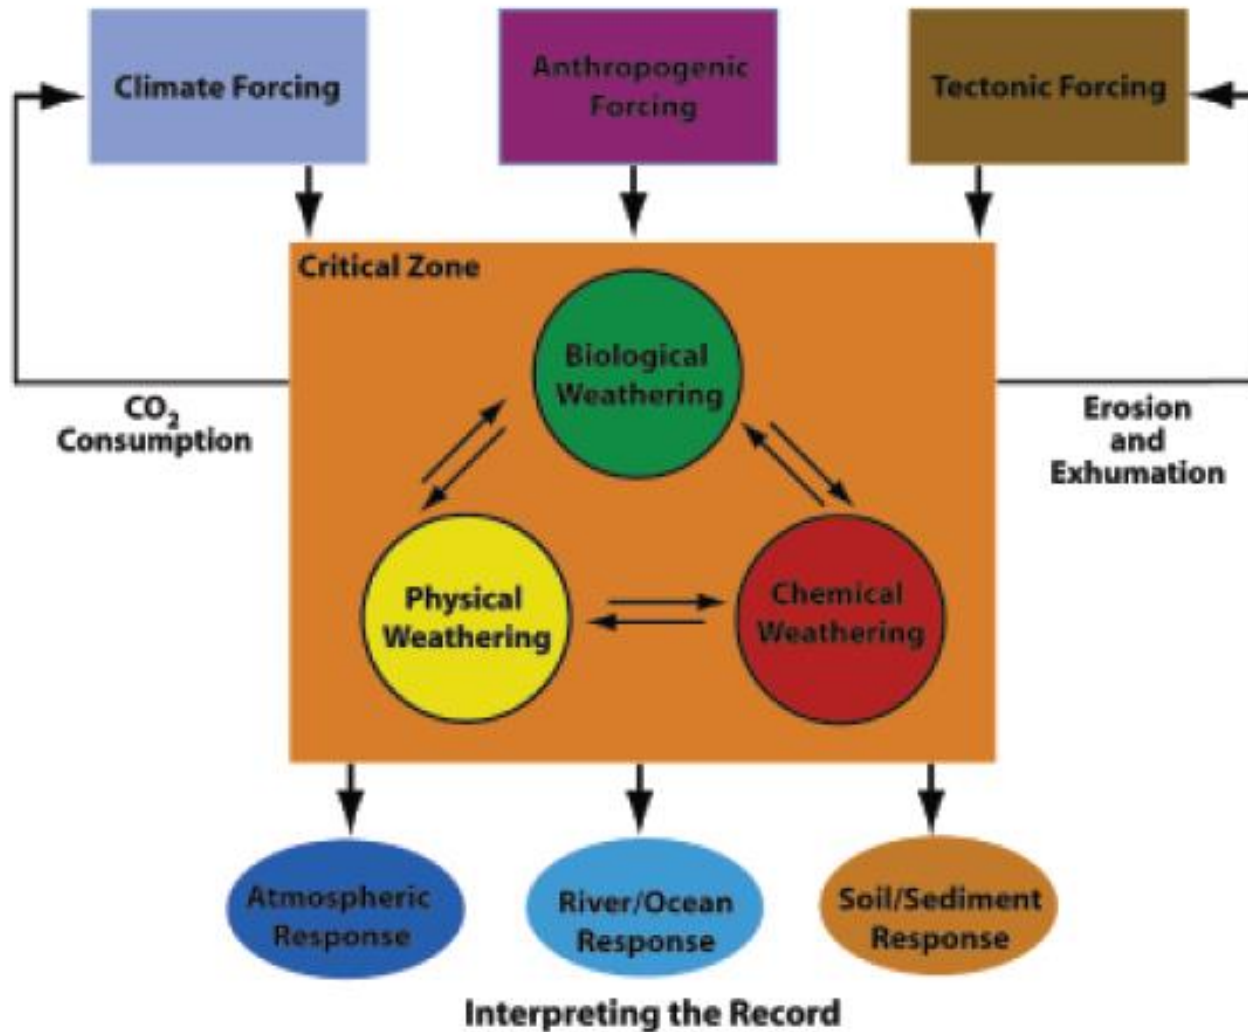 Climate Forcing
Anthropogenic
Forcing
Tectonic Forcing
Critical Zone
Biological
Weathering
CO₂
Consumption
Erosion
and
Exhumation
Physical
Weathering
Chemical
Weathering
Atmospheric
Response
River/Ocean
Response
Soil/Sediment
Response
Interpreting the Record